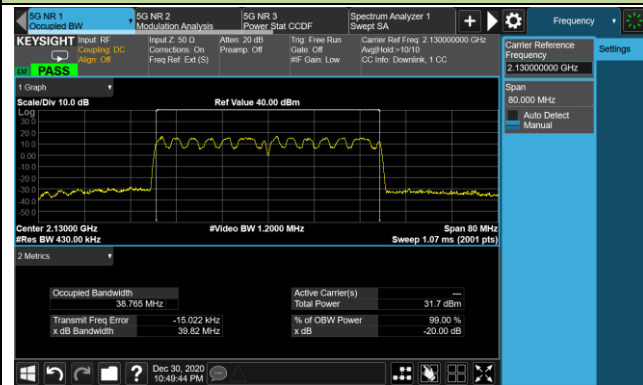 5G NR 1
Occupied BW
5G NR 2
Modulation Analysis
5G NR 3
Power Stat CCDF
Spectrum Analyzer 1
Swept SA
Frequency
KEYSIGHT
Input: RF
Coupling: DC
Align: Off
Input Z: 50 Ω
Corrections: On
Freq Ref: Ext (S)
Atten: 20 dB
Preamp: Off
Trig: Free Run
Gate: Off
#IF Gain: Low
Carrier Ref Freq: 2.130000000 GHz
Avg|Hold:>10/10
CC Info: Downlink, 1 CC
PASS
Carrier Reference
Frequency
2.130000000 GHz
Settings
Span
80.000 MHz
Auto Detect
Manual
1 Graph
Scale/Div 10.0 dB
Ref Value 40.00 dBm
Log
30.0
20.0
10.0
0.00
-10.0
-20.0
-30.0
-40.0
-50.0
Center 2.13000 GHz
#Video BW 1.2000 MHz
Span 80 MHz
#Res BW 430.00 kHz
Sweep 1.07 ms (2001 pts)
2 Metrics
Occupied Bandwidth
38.765 MHz
Active Carrier(s)
---
Total Power
31.7 dBm
Transmit Freq Error
-15.022 kHz
% of OBW Power
99.00 %
x dB Bandwidth
39.82 MHz
x dB
-20.00 dB
Dec 30, 2020
10:49:44 PM